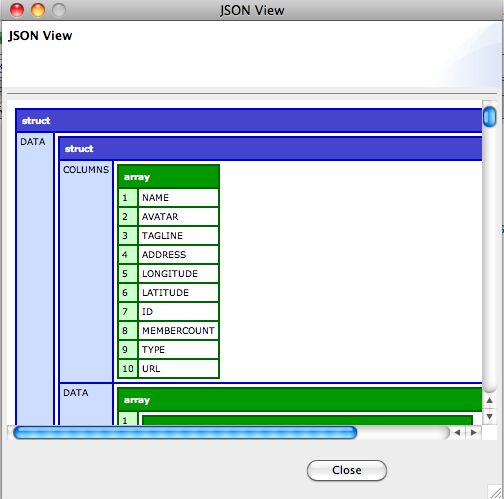 JSON View
JSON View
struct
DATA struct
COLUMNS array
1 NAME
2 AVATAR
3 TAGLINE
4 ADDRESS
5 LONGITUDE
6 LATITUDE
7 ID
8 MEMBERCOUNT
9 TYPE
10 URL
DATA array
1
Close